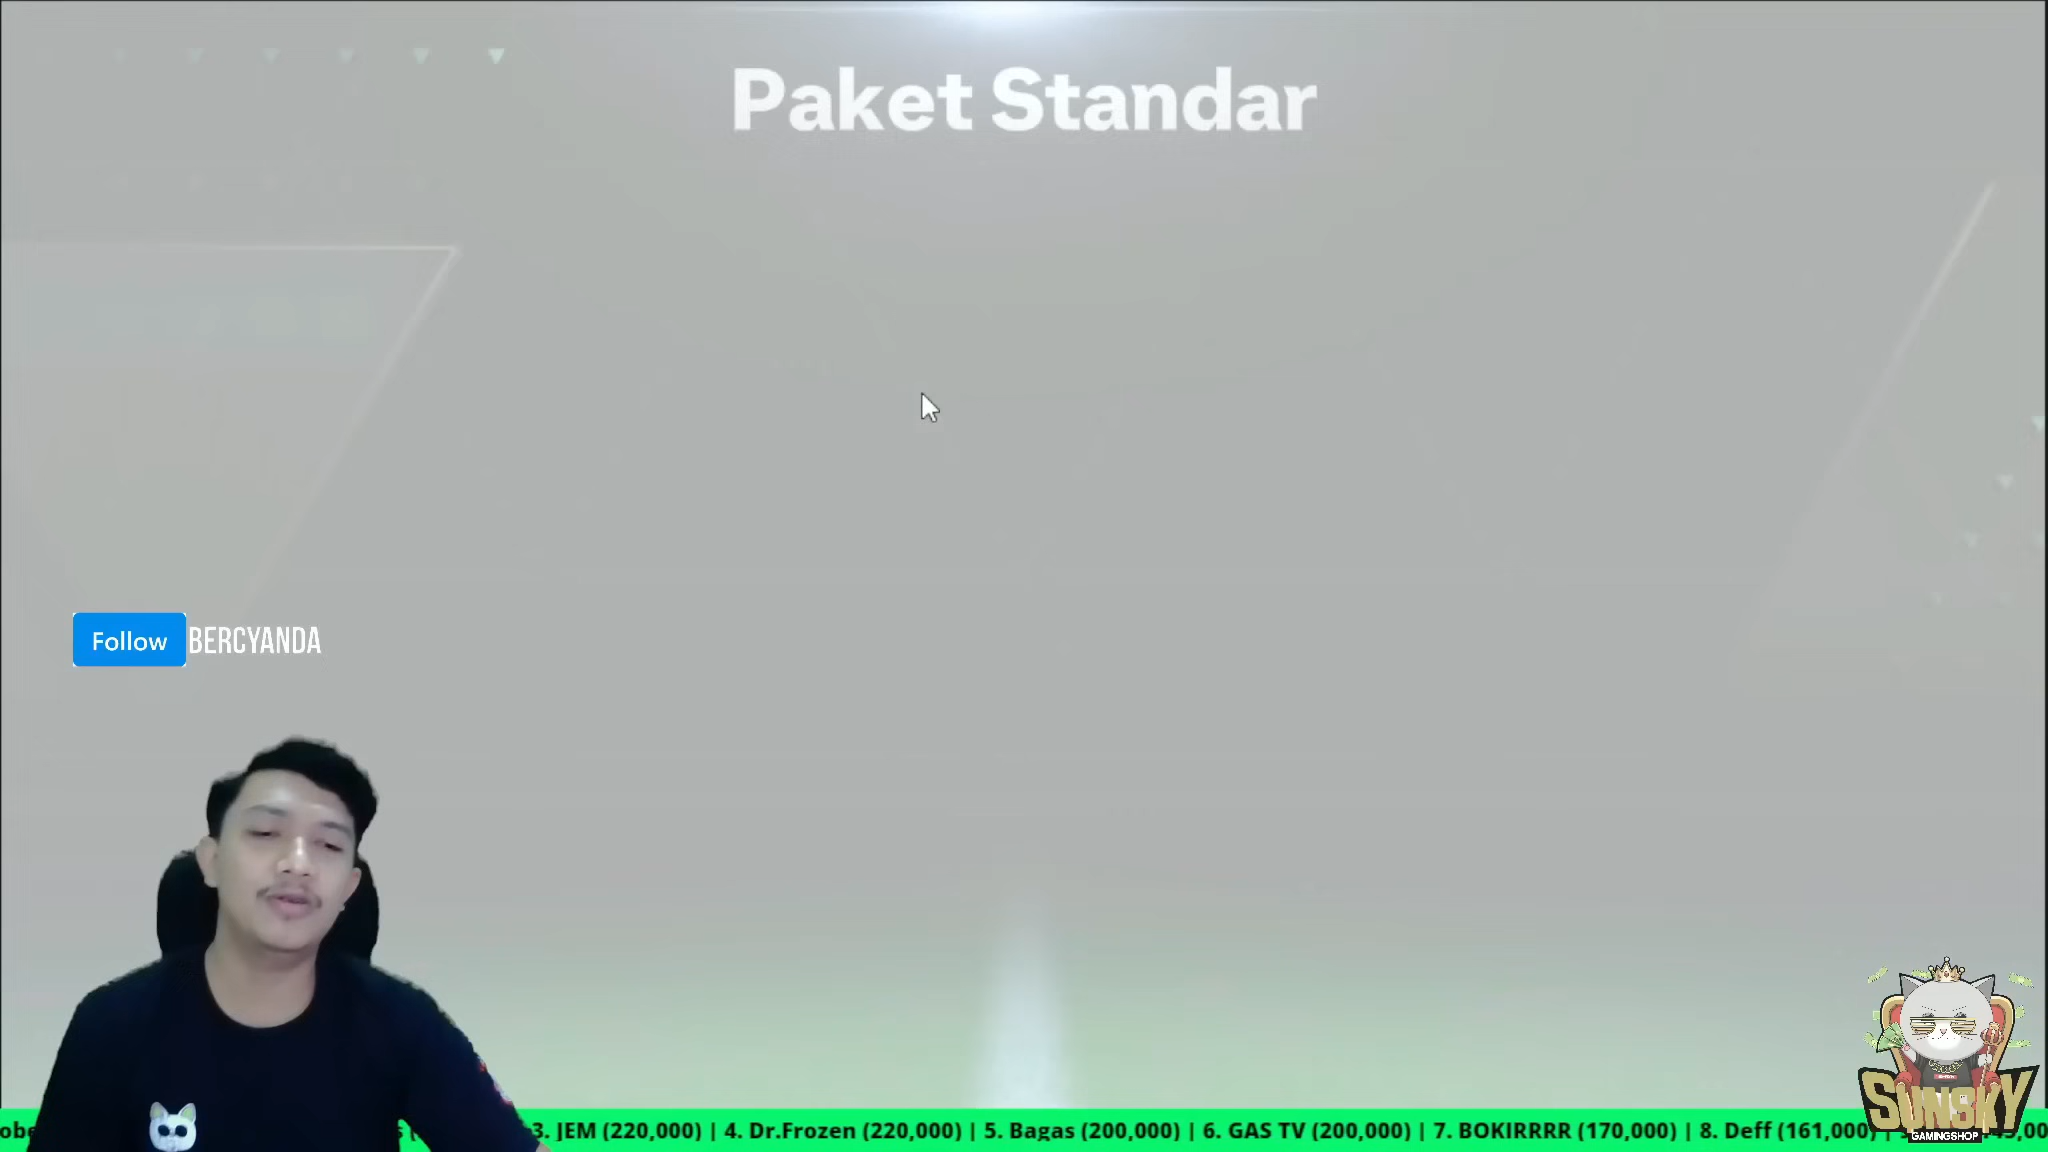 Paket Standar
Follow BERCYANDA
3. JEM (220,000) | 4. Dr.Frozen (220,000) | 5. Bagas (200,000) | 6. GAS TV (200,000) | 7. BOKIRRRR (170,000) | 8. Deff (161,000)
SUNSKY
GAMINGSHOP